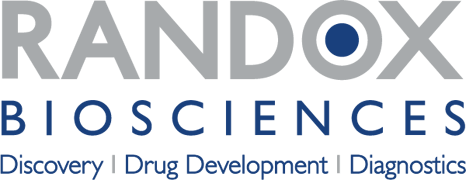 RANDOX
BIOSCIENCES
Discovery | Drug Development | Diagnostics